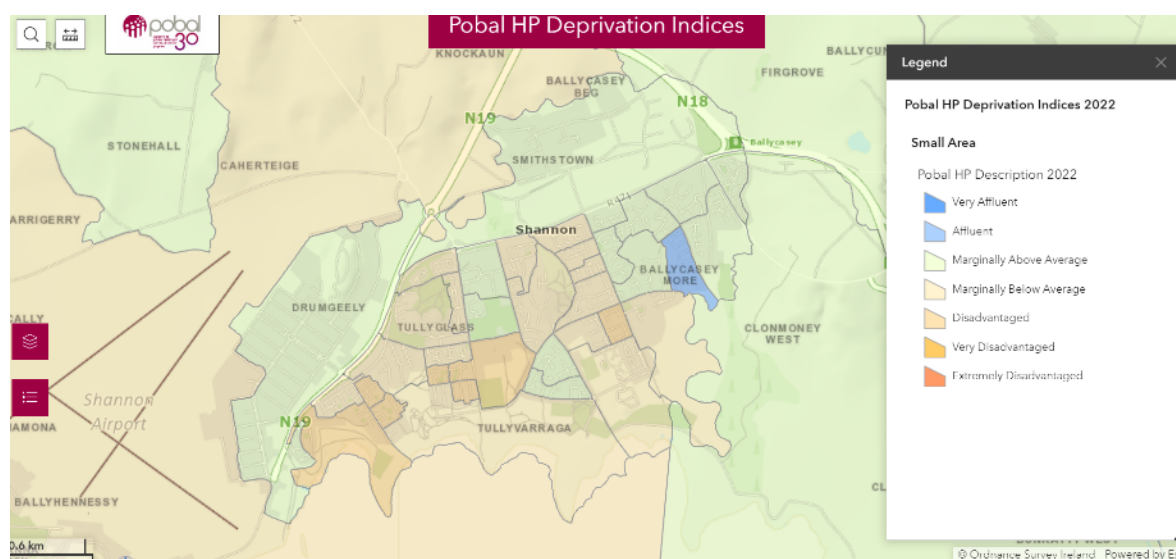 pobal
30
Pobal HP Deprivation Indices
KNOCKAUN
BALLYCASEY
BEG
FIRGROVE
N18
N19
Ballycasey
STONEHALL
SMITHSTOWN
CAHERTEIGE
R471
Shannon
BALLYCASEY
MORE
DRUMGEELY
TULLYGLASS
CLONMONEY
WEST
Shannon
Airport
N19
TULLYVARRAGA
BALLYHENNESSY
0.6 km
Legend
Pobal HP Deprivation Indices 2022
Small Area
Pobal HP Description 2022
Very Affluent
Affluent
Marginally Above Average
Marginally Below Average
Disadvantaged
Very Disadvantaged
Extremely Disadvantaged
© Ordnance Survey Ireland Powered by